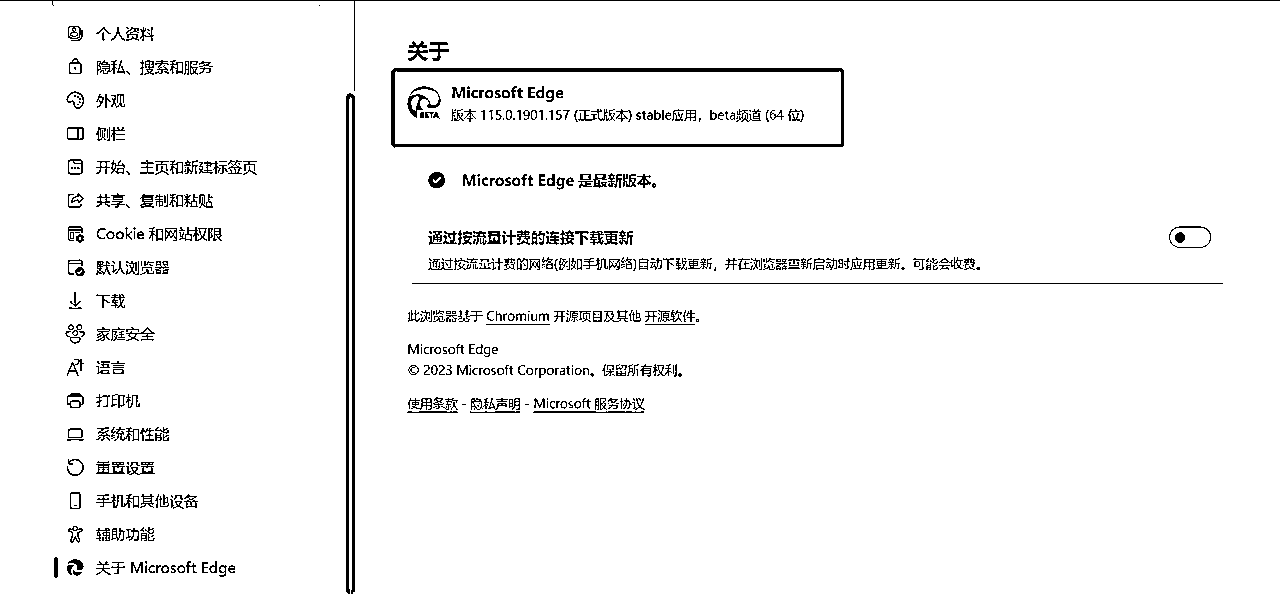 个人资料
隐私、搜索和服务
外观
侧栏
开始、主页和新建标签页
共享、复制和粘贴
Cookie 和网站权限
默认浏览器
下载
家庭安全
语言
打印机
系统和性能
重置设置
手机和其他设备
辅助功能
关于 Microsoft Edge
关于
Microsoft Edge
BETA
版本 115.0.1901.157 (正式版本) stable应用，beta频道 (64 位)
Microsoft Edge 是最新版本。
通过按流量计费的连接下载更新
通过按流量计费的网络(例如手机网络)自动下载更新，并在浏览器重新启动时应用更新。可能会收费。
此浏览器基于 Chromium 开源项目及其他 开源软件。
Microsoft Edge
© 2023 Microsoft Corporation。保留所有权利。
使用条款 - 隐私声明 - Microsoft 服务协议